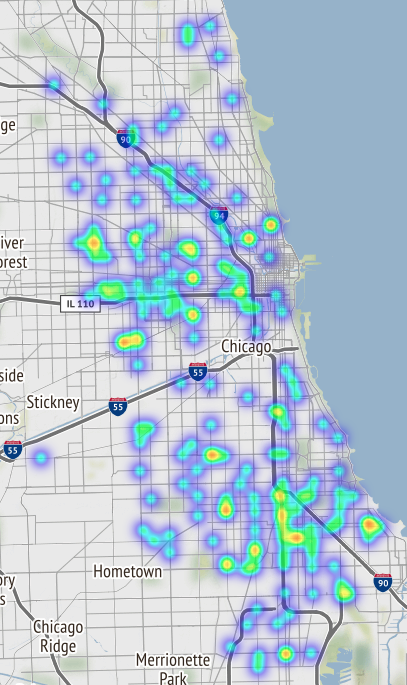 ge
90
94
iver
orest
IL 110
Chicago
side
55
Stickney
55
ons
55
Hometown
90
ory
s
Chicago
Ridge
Merrionette
Park